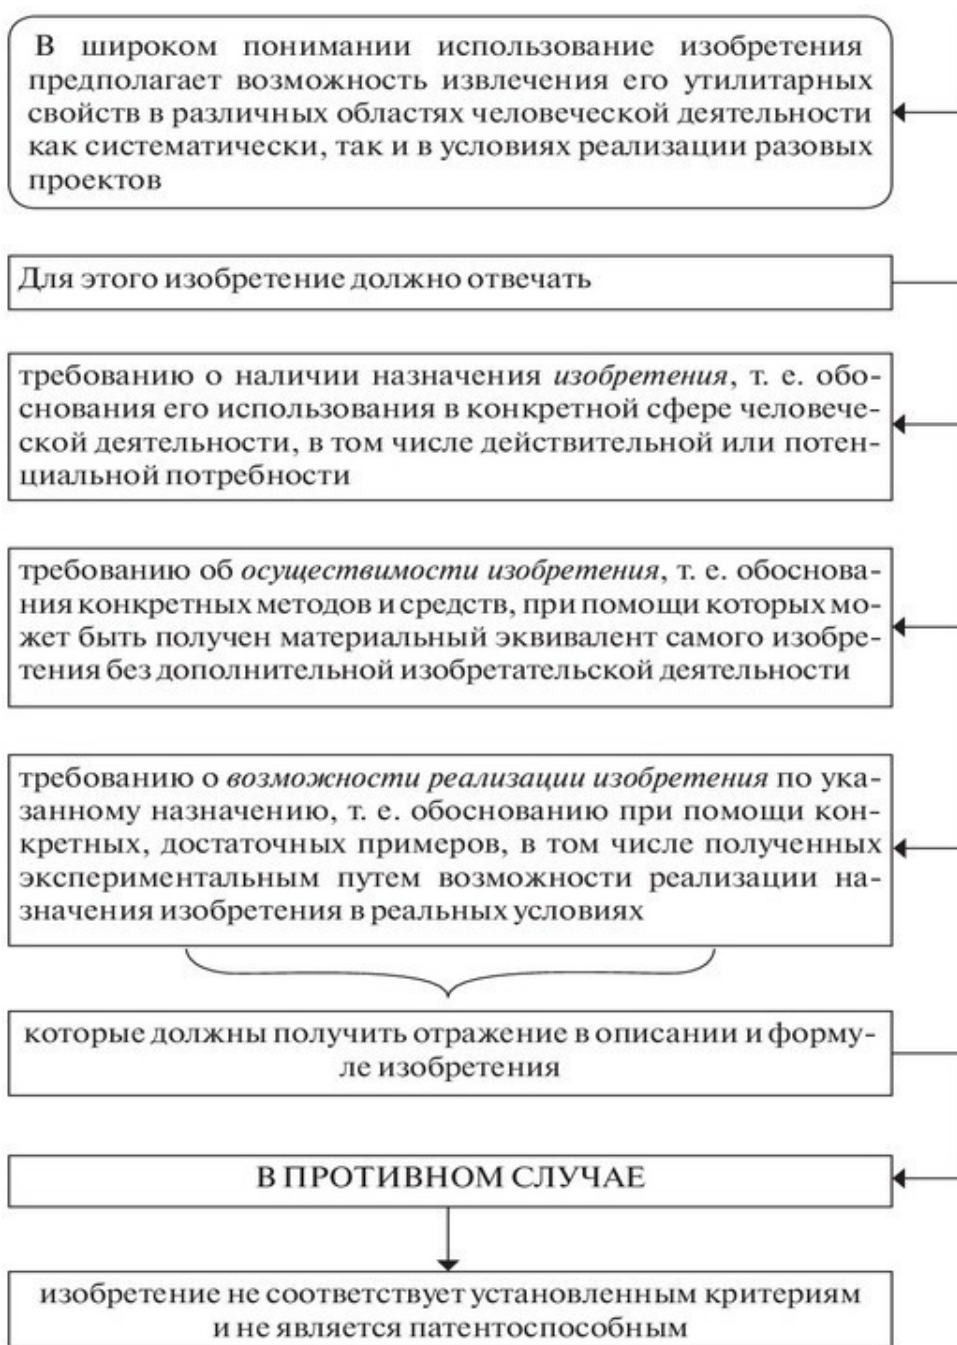 В широком понимании использование изобретения
предполагает возможность извлечения его утилитарных
свойств в различных областях человеческой деятельности
как систематически, так и в условиях реализации разовых
проектов
Для этого изобретение должно отвечать
требованию о наличии назначения изобретения, т. е. обо-
снования его использования в конкретной сфере человече-
ской деятельности, в том числе действительной или потен-
циальной потребности
требованию об осуществимости изобретения, т. е. обоснова-
ния конкретных методов и средств, при помощи которых мо-
жет быть получен материальный эквивалент самого изобре-
тения без дополнительной изобретательской деятельности
требованию о возможности реализации изобретения по ука-
занному назначению, т. е. обоснованию при помощи кон-
кретных, достаточных примеров, в том числе полученных
экспериментальным путем возможности реализации на-
значения изобретения в реальных условиях
которые должны получить отражение в описании и форму-
ле изобретения
В ПРОТИВНОМ СЛУЧАЕ
изобретение не соответствует установленным критериям
и не является патентоспособным